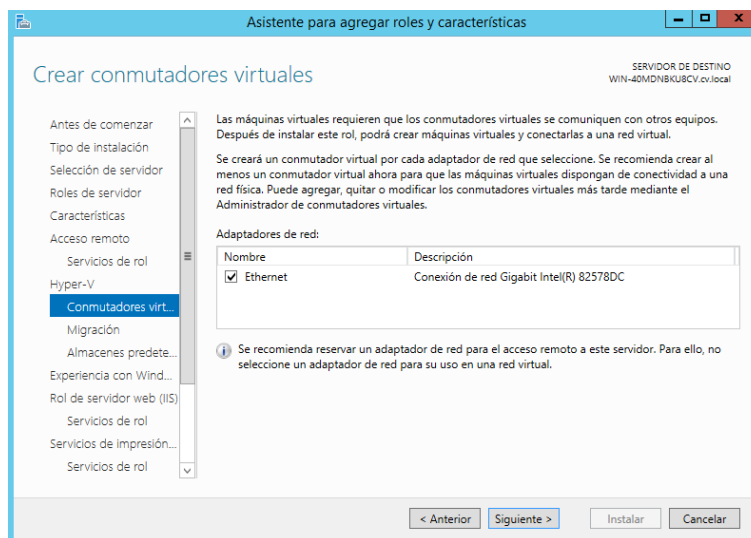 Asistente para agregar roles y características
Crear conmutadores virtuales
SERVIDOR DE DESTINO
WIN-40MDNBKU8CV.cv.local
Antes de comenzar
Tipo de instalación
Selección de servidor
Roles de servidor
Características
Acceso remoto
Servicios de rol
Hyper-V
Conmutadores virt...
Migración
Almacenes predete...
Experiencia con Wind...
Rol de servidor web (IIS)
Servicios de rol
Servicios de impresión...
Servicios de rol
Las máquinas virtuales requieren que los conmutadores virtuales se comuniquen con otros equipos.
Después de instalar este rol, podrá crear máquinas virtuales y conectarlas a una red virtual.
Se creará un conmutador virtual por cada adaptador de red que seleccione. Se recomienda crear al
menos un conmutador virtual ahora para que las máquinas virtuales dispongan de conectividad a una
red física. Puede agregar, quitar o modificar los conmutadores virtuales más tarde mediante el
Administrador de conmutadores virtuales.
Adaptadores de red:
Nombre Descripción
Ethernet Conexión de red Gigabit Intel(R) 82578DC
Se recomienda reservar un adaptador de red para el acceso remoto a este servidor. Para ello, no
seleccione un adaptador de red para su uso en una red virtual.
< Anterior Siguiente > Instalar Cancelar